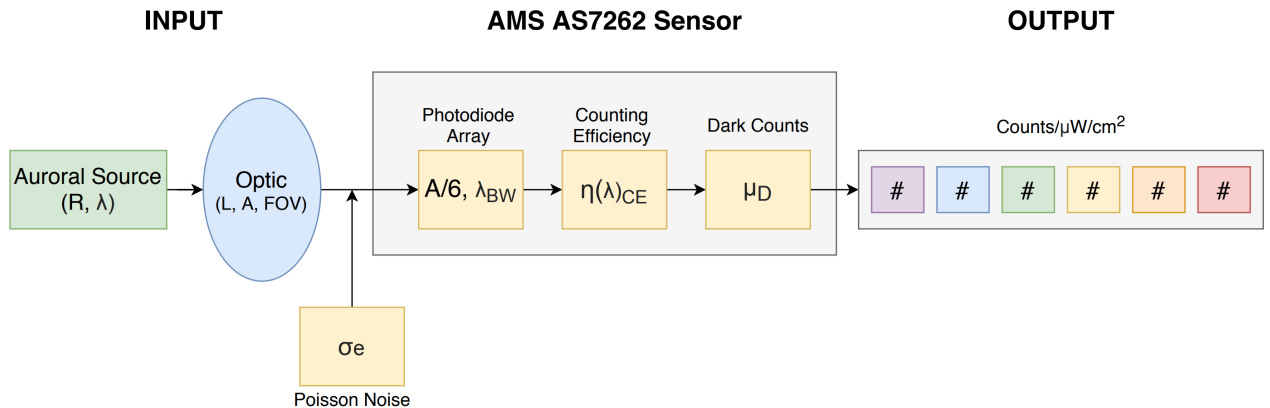 INPUT
AMS AS7262 Sensor
OUTPUT
Auroral Source
(R, λ)
Optic
(L, A, FOV)
σe
Poisson Noise
Photodiode
Array
A/6, λBW
Counting
Efficiency
η(λ)CE
Dark Counts
μD
Counts/μW/cm²
# # # # # #